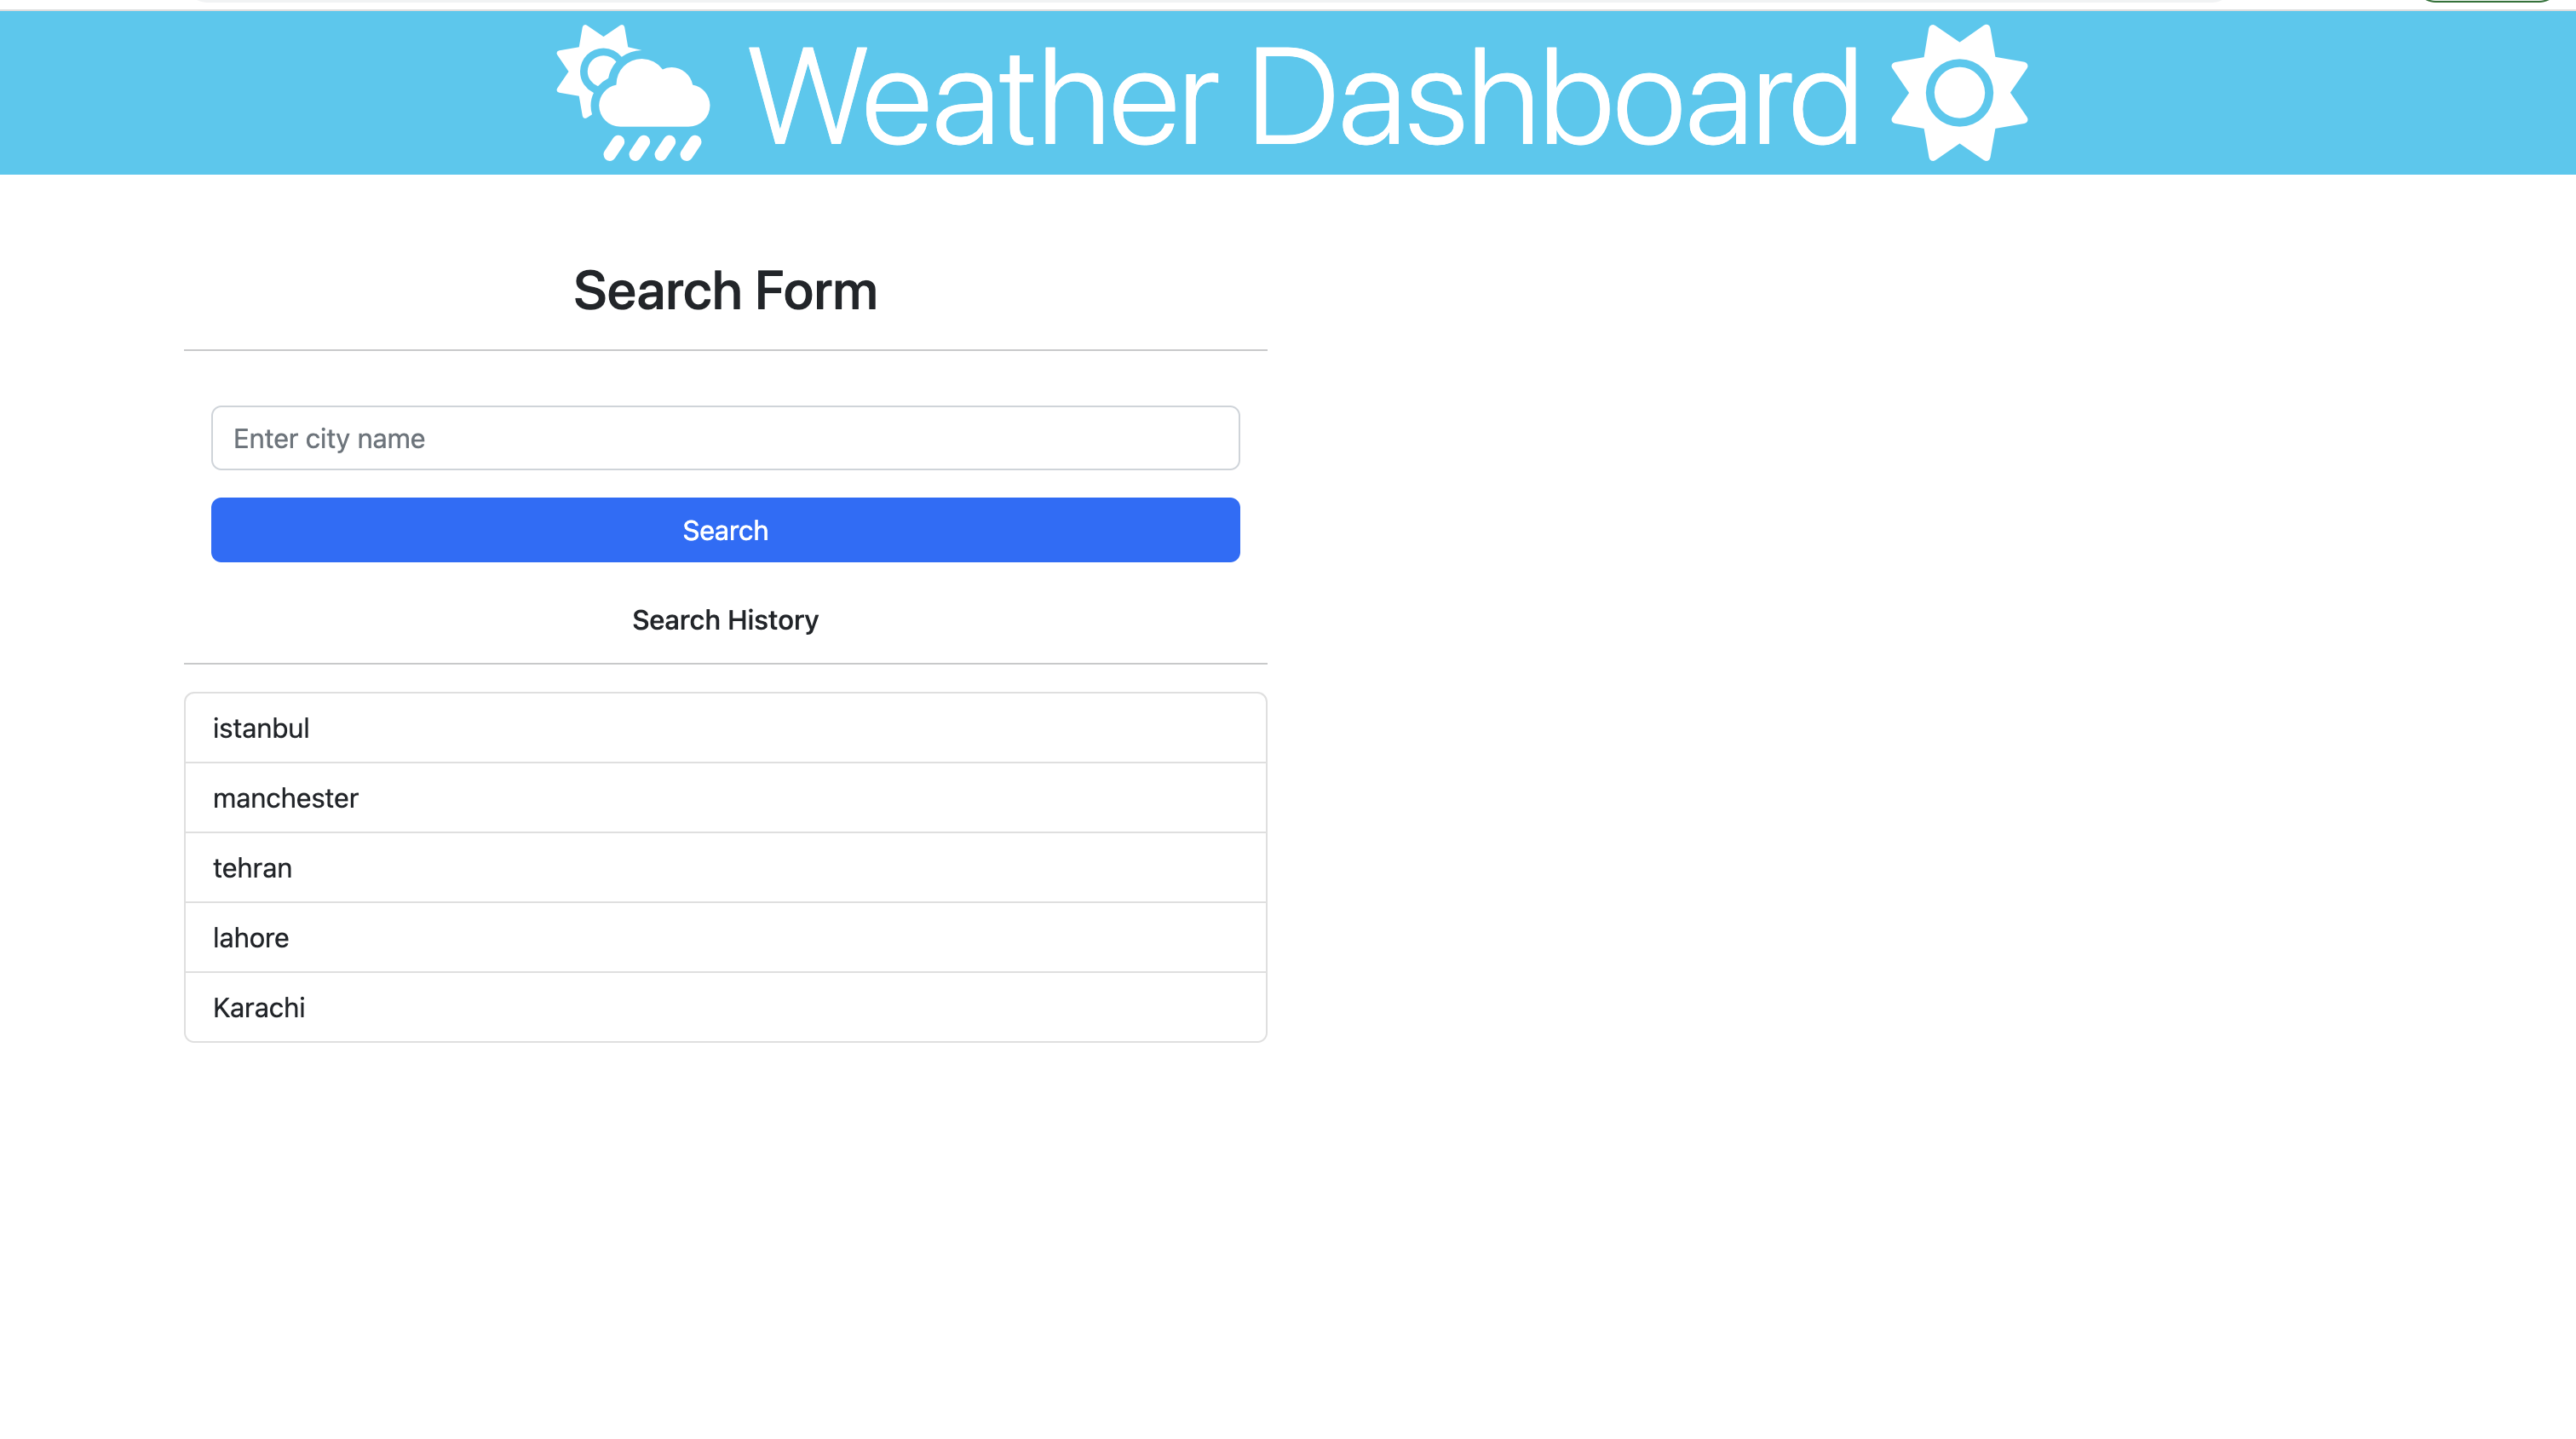 Weather Dashboard
Search Form
Enter city name
Search
Search History
istanbul
manchester
tehran
lahore
Karachi